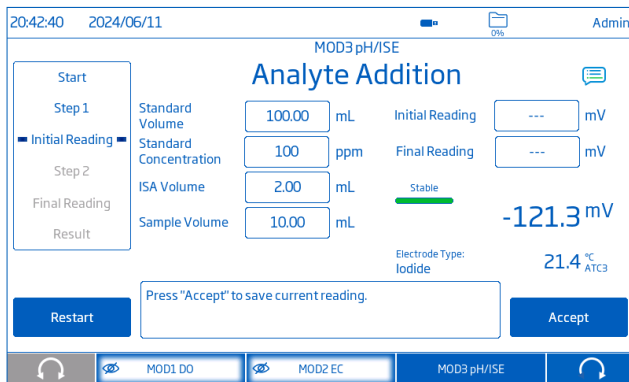 20:42:40 2024/06/11
0%
Admin
MOD3 pH/ISE
Analyte Addition
Start
Step 1
Initial Reading
Step 2
Final Reading
Result
Standard
Volume
100.00 mL
Standard
Concentration
100 ppm
ISA Volume
2.00 mL
Sample Volume
10.00 mL
Initial Reading --- mV
Final Reading --- mV
Stable
-121.3 mV
Electrode Type:
Iodide
21.4 °C
ATC3
Restart
Press "Accept" to save current reading.
Accept
MOD1 DO
MOD2 EC
MOD3 pH/ISE